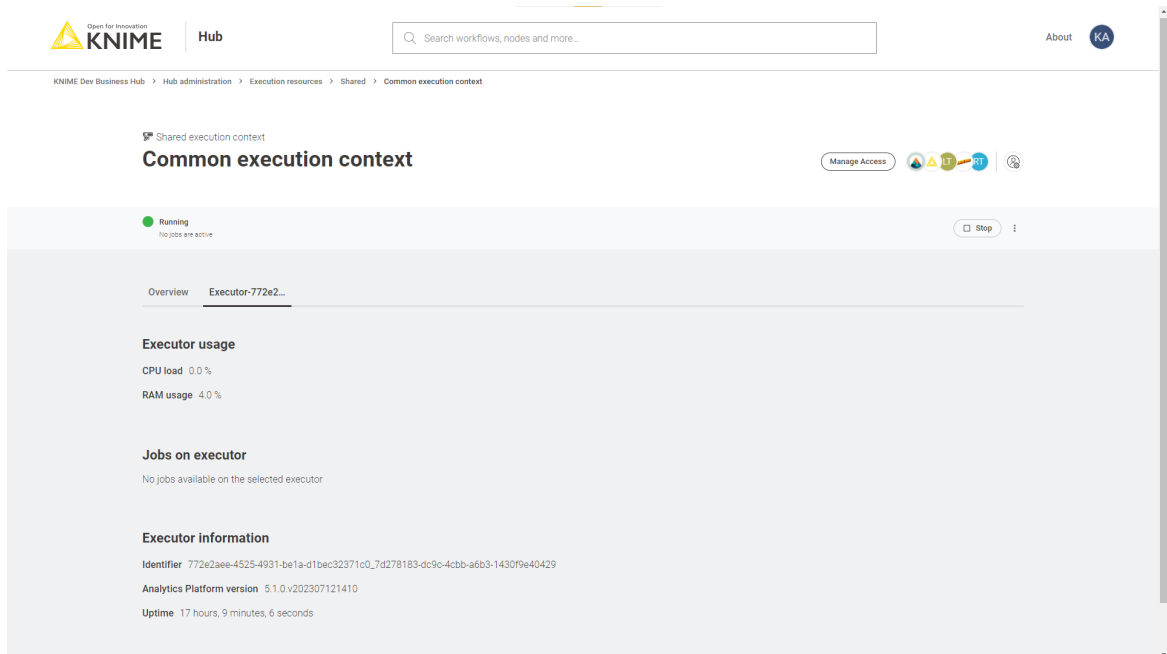 Open for Innovation
KNIME
Hub
Search workflows, nodes and more...
About
KA
KNIME Dev Business Hub > Hub administration > Execution resources > Shared > Common execution context
Shared execution context
Common execution context
Manage Access
LT
RT
Running
No jobs are active
Stop
Overview
Executor-772e2...
Executor usage
CPU load 0.0 %
RAM usage 4.0 %
Jobs on executor
No jobs available on the selected executor
Executor information
Identifier 772e2aee-4525-4931-be1a-d1bec32371c0_7d278183-dc9c-4cbb-a6b3-1430f9e40429
Analytics Platform version 5.1.0.v202307121410
Uptime 17 hours, 9 minutes, 6 seconds